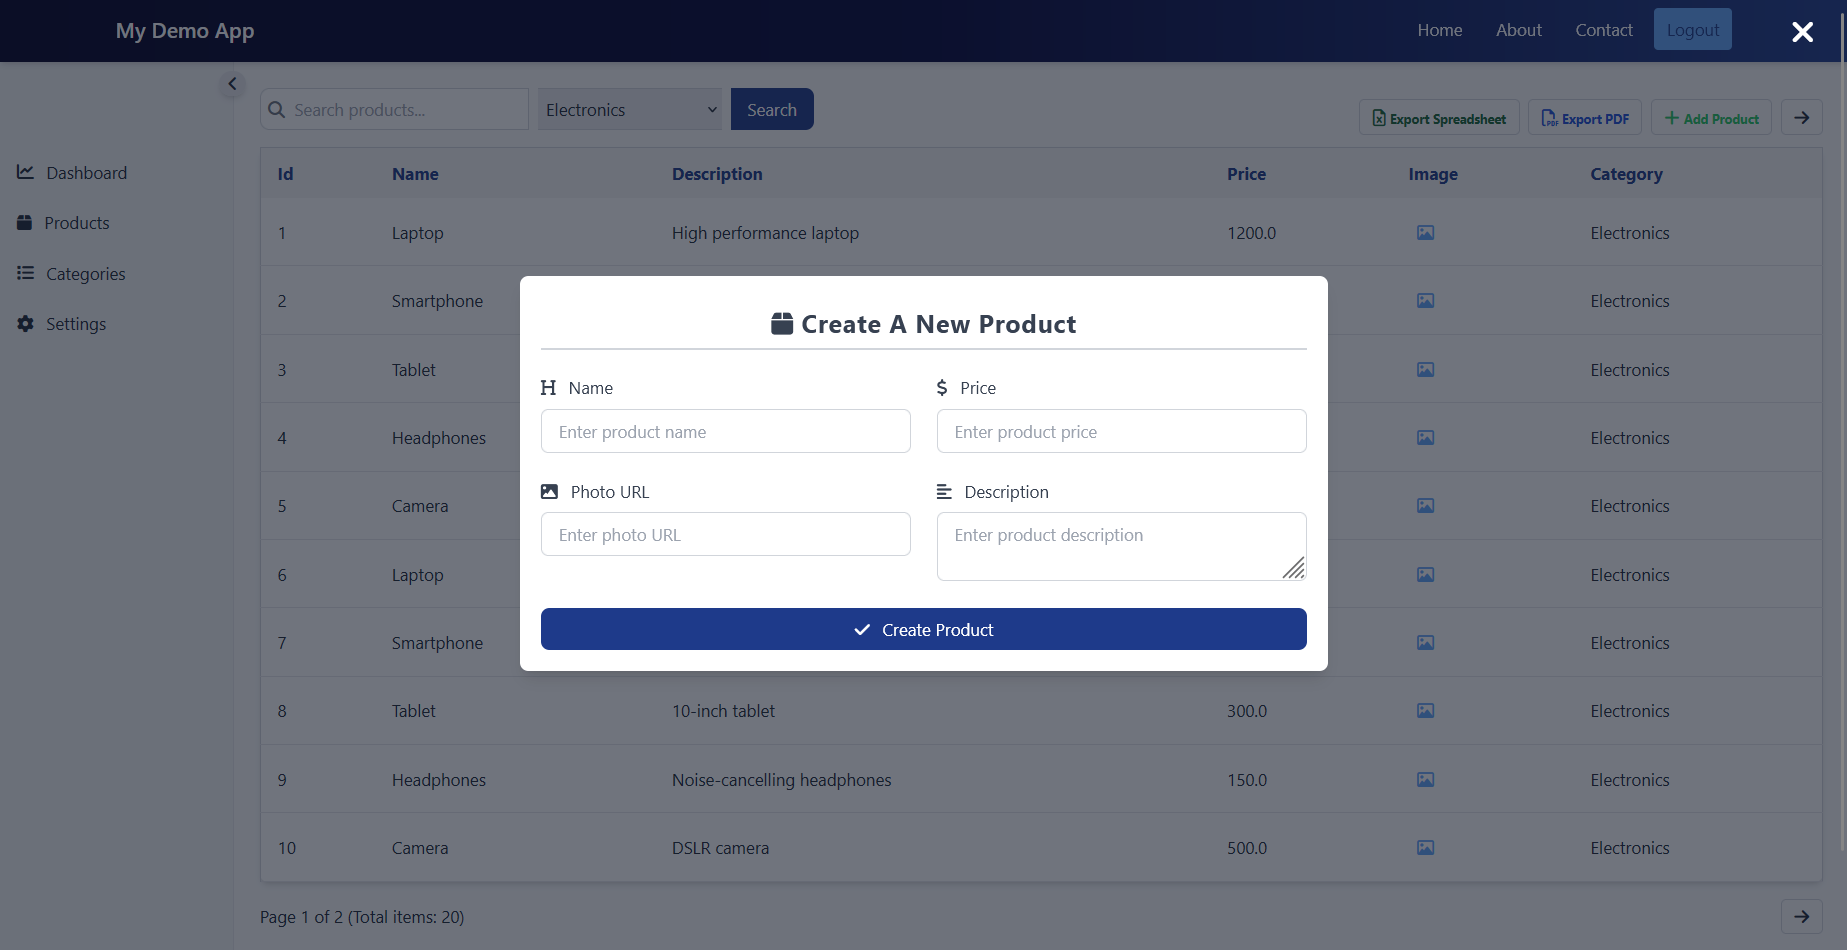 My Demo App
Home About Contact Logout
Search products... Electronics Search
Export Spreadsheet PDF Export PDF Add Product
Dashboard
Products
Categories
Settings
Id Name Description Price Image Category
1 Laptop High performance laptop 1200.0 Electronics
2 Smartphone Electronics
3 Tablet Electronics
4 Headphones Electronics
5 Camera Electronics
6 Laptop Electronics
7 Smartphone Electronics
8 Tablet 10-inch tablet 300.0 Electronics
9 Headphones Noise-cancelling headphones 150.0 Electronics
10 Camera DSLR camera 500.0 Electronics
Page 1 of 2 (Total items: 20)
Create A New Product
Name
Enter product name
$ Price
Enter product price
Photo URL
Enter photo URL
Description
Enter product description
Create Product